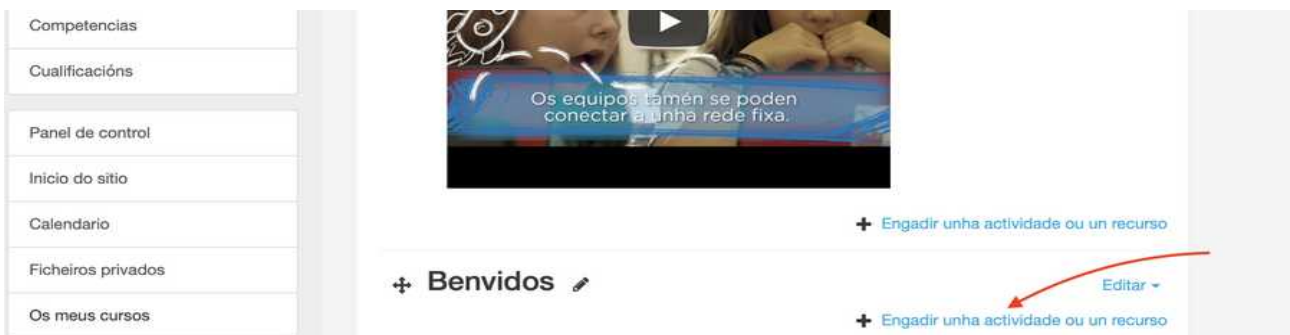 Competencias
Cualificacións
Panel de control
Inicio do sitio
Calendario
Ficheiros privados
Os meus cursos
Os equipos tamén se poden
conectar a unha rede fixa.
Engadir unha actividade ou un recurso
Benvidos
Editar
Engadir unha actividade ou un recurso